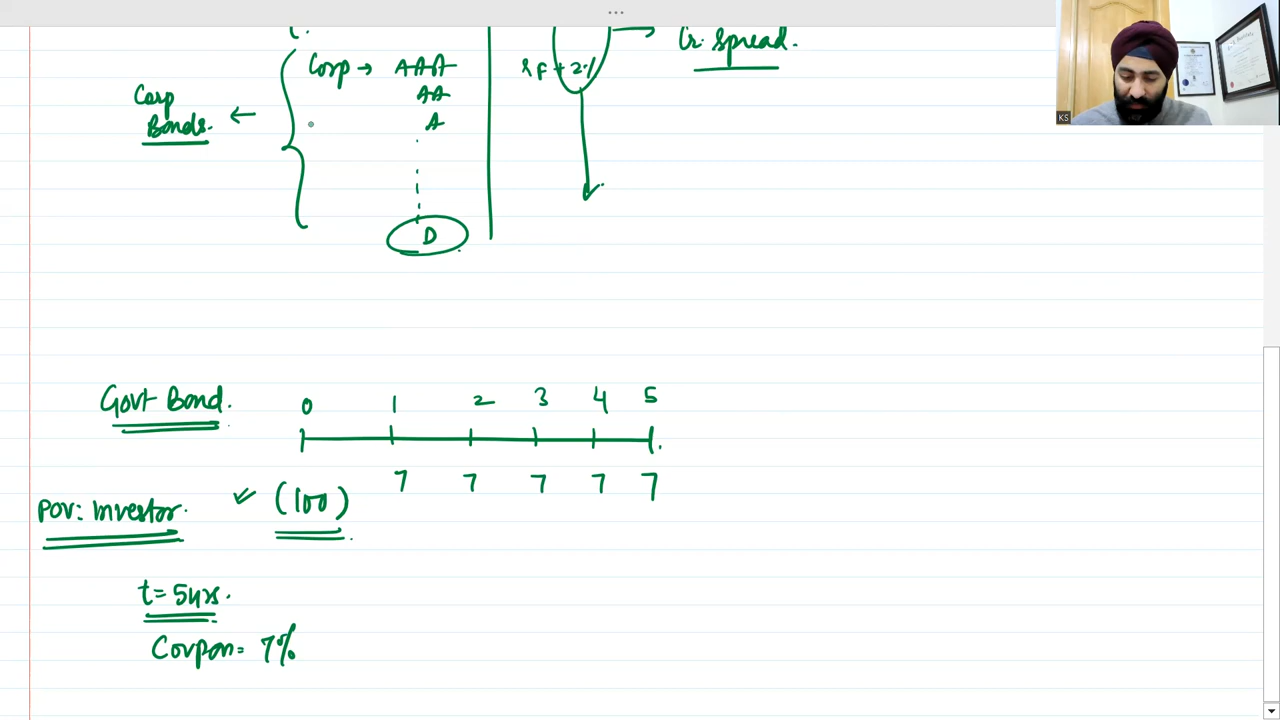 Cr. Spread.
Corp → AAA
RF + 2%
AA
Corp
Bonds. ←
A
D
Govt Bond.
0 1 2 3 4 5
7 7 7 7 7
POV: Investor. ✓ (100)
t = 5yrs.
Coupon = 7%
KS